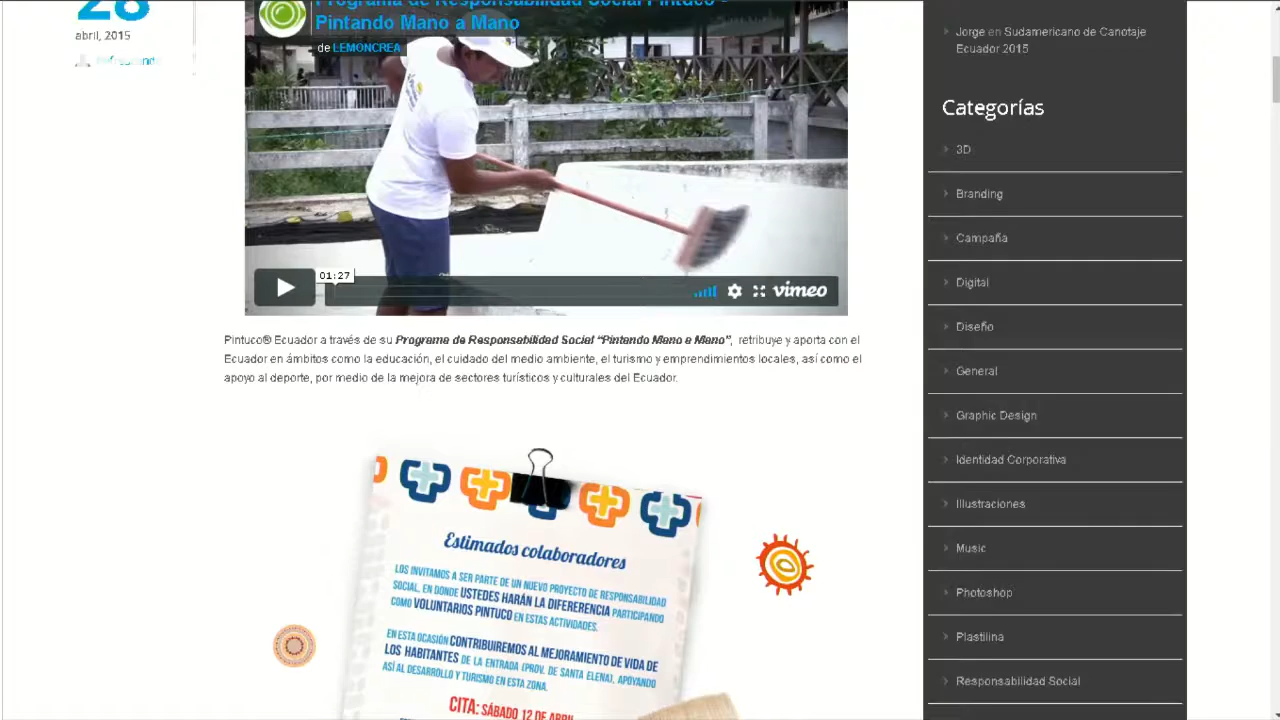 28
abril, 2015
Programa de Responsabilidad Social Pintuco -
Pintando Mano a Mano
de LEMONCREA
01:27
vimeo
Pintuco® Ecuador a través de su Programa de Responsabilidad Social “Pintando Mano a Mano”, retribuye y aporta con el
Ecuador en ámbitos como la educación, el cuidado del medio ambiente, el turismo y emprendimientos locales, así como el
apoyo al deporte, por medio de la mejora de sectores turísticos y culturales del Ecuador.
Estimados colaboradores
LOS INVITAMOS A SER PARTE DE UN NUEVO PROYECTO DE RESPONSABILIDAD
SOCIAL, EN DONDE USTEDES HARÁN LA DIFERERENCIA PARTICIPANDO
COMO VOLUNTARIOS PINTUCO EN ESTAS ACTIVIDADES.
EN ESTA OCASIÓN CONTRIBUIREMOS AL MEJORAMIENTO DE VIDA DE
LOS HABITANTES DE LA ENTRADA (PROV. DE SANTA ELENA), APOYANDO
ASÍ AL DESARROLLO Y TURISMO EN ESTA ZONA.
CITA: SÁBADO 12 DE ABRIL
Jorge en Sudamericano de Canotaje
Ecuador 2015
Categorías
3D
Branding
Campaña
Digital
Diseño
General
Graphic Design
Identidad Corporativa
Illustraciones
Music
Photoshop
Plastilina
Responsabilidad Social